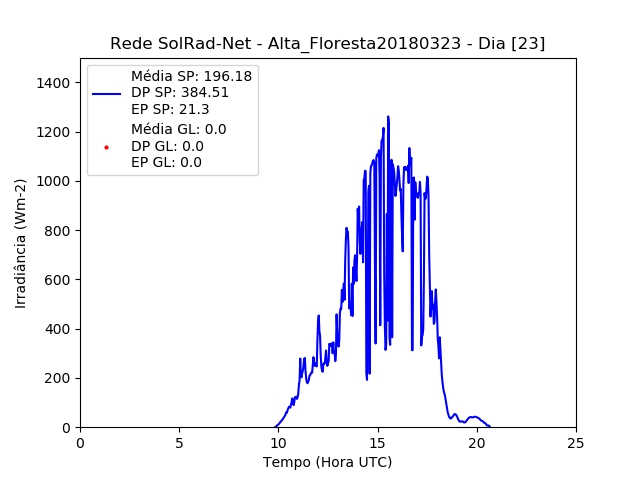 Rede SolRad-Net - Alta_Floresta20180323 - Dia [23]
Média SP: 196.18
DP SP: 384.51
EP SP: 21.3
Média GL: 0.0
DP GL: 0.0
EP GL: 0.0
1400
1200
1000
800
600
400
200
0
Irradiância (Wm-2)
0 5 10 15 20 25
Tempo (Hora UTC)